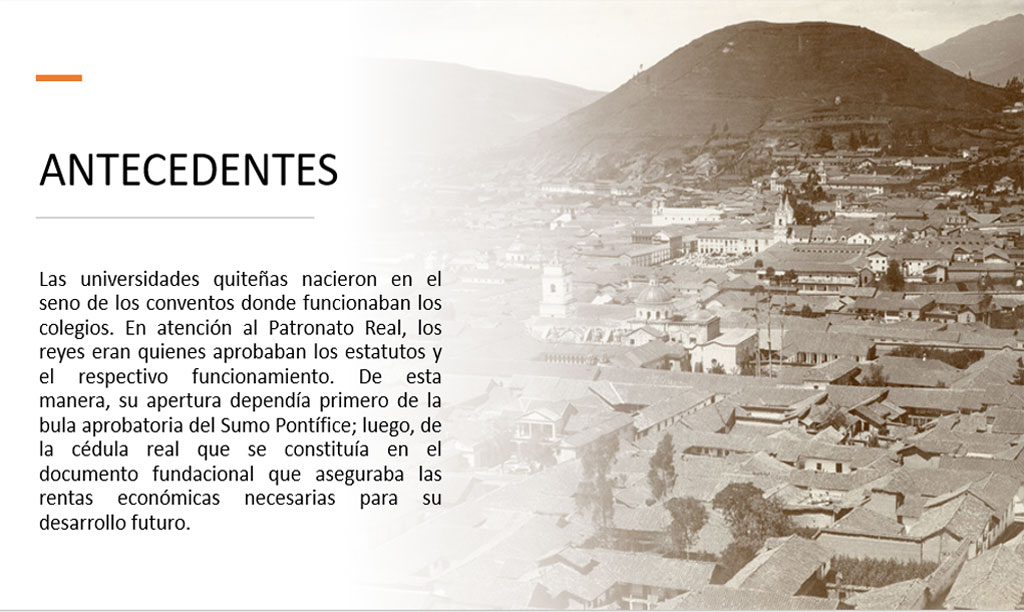 ANTECEDENTES
Las universidades quiteñas nacieron en el
seno de los conventos donde funcionaban los
colegios. En atención al Patronato Real, los
reyes eran quienes aprobaban los estatutos y
el respectivo funcionamiento. De esta
manera, su apertura dependía primero de la
bula aprobatoria del Sumo Pontífice; luego, de
la cédula real que se constituía en el
documento fundacional que aseguraba las
rentas económicas necesarias para su
desarrollo futuro.